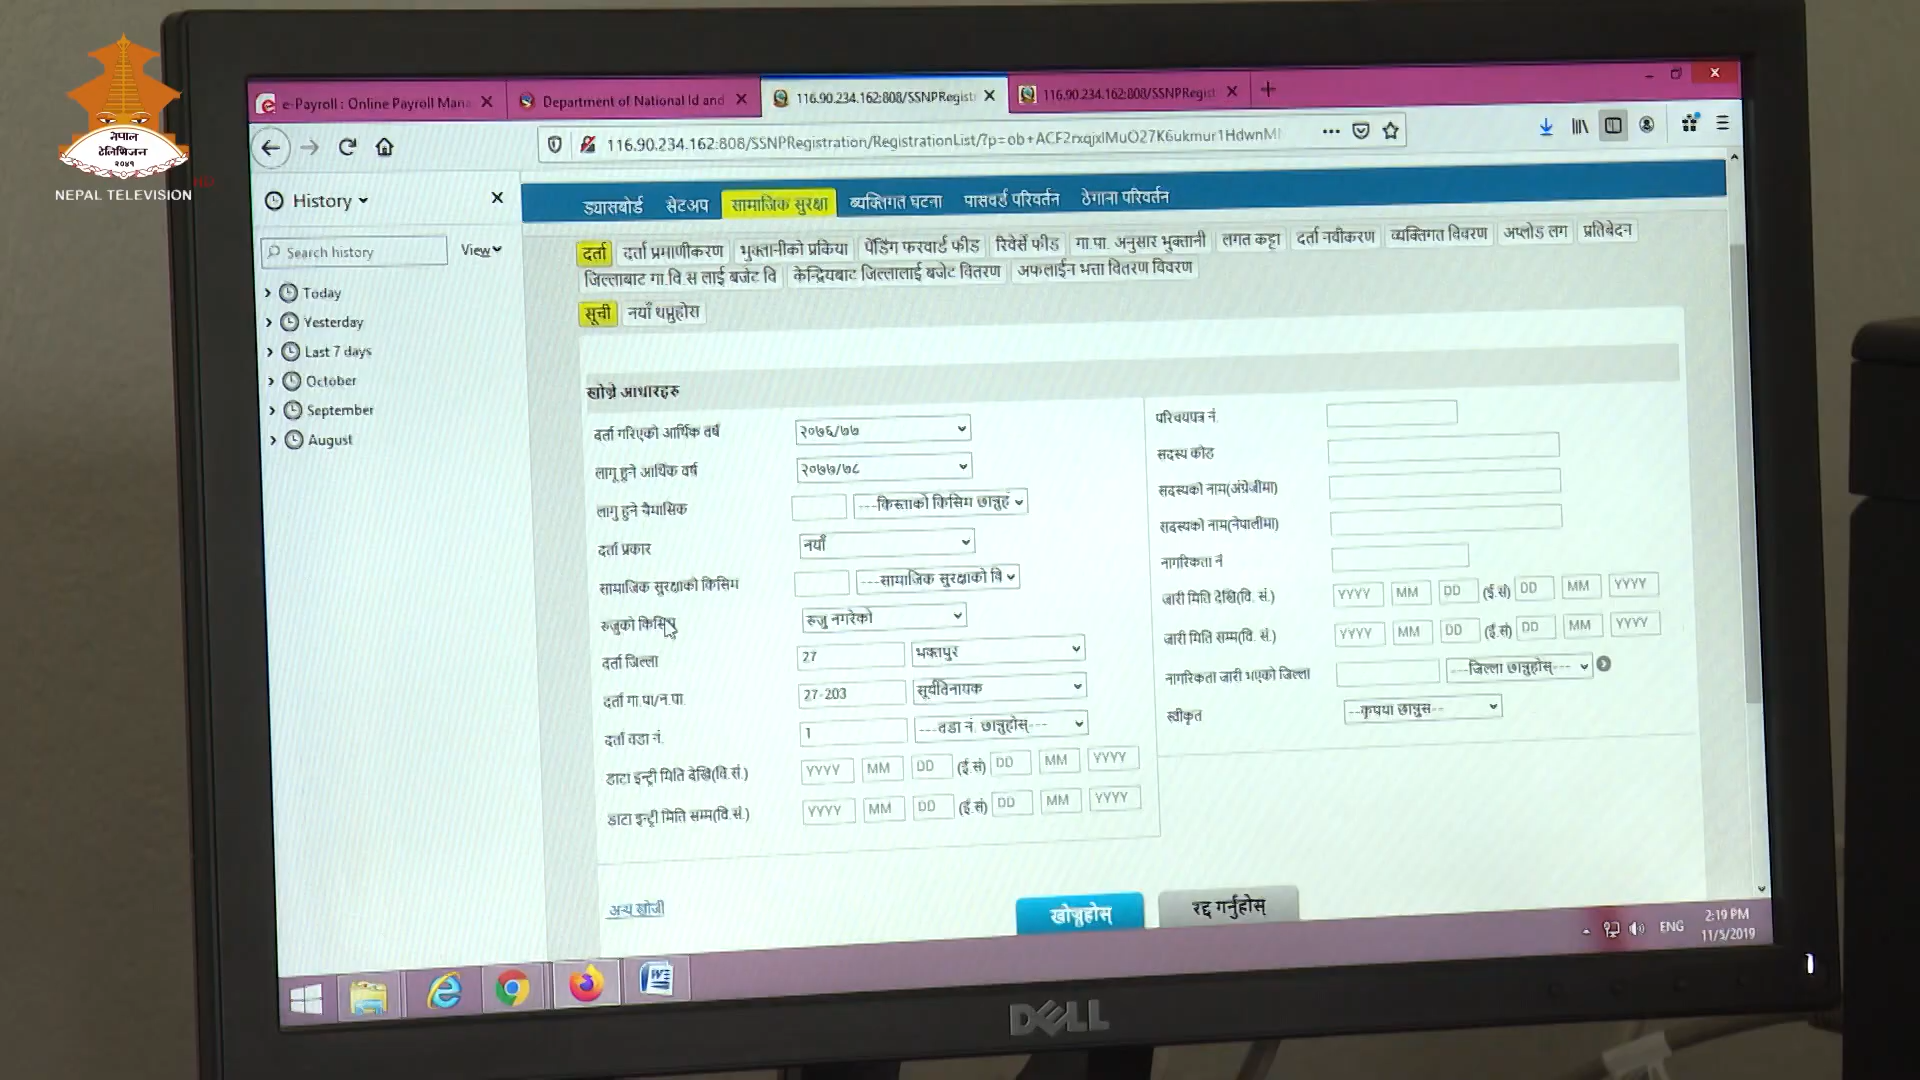 नेपाल
टेलिभिजन
२०४१
NEPAL TELEVISION
HD
e-Payroll : Online Payroll Mana
Department of National Id and
116.90.234.162:808/SSNPRegistr
116.90.234.162:808/SSNPRegist
116.90.234.162:808/SSNPRegistration/RegistrationList/?p=ob+ACF2rxqjxlMuO27K6ukmur1HdwnM
History
Search history
View
Today
Yesterday
Last 7 days
October
September
August
ड्यासबोर्ड सेटअप सामाजिक सुरक्षा व्यक्तिगत घटना पासवर्ड परिवर्तन ठेगाना परिवर्तन
दर्ता दर्ता प्रमाणीकरण भुक्तानीको प्रकिया पेंडिंग फरवार्ड फीड रिवेर्से फीड गा.पा. अनुसार भुक्तानी लगत कट्टा दर्ता नवीकरण व्यक्तिगत विवरण अप्लोड लग प्रतिबेदन
जिल्लाबाट गा.वि.स लाई बजेट वि केन्द्रियबाट जिल्लालाई बजेट वितरण अफलाईन भत्ता वितरण विवरण
सूची नयाँ थप्नुहोस
खोज्ने आधारहरु
दर्ता गरिएको आर्थिक वर्ष २०७६/७७
लागू हुने आर्थिक वर्ष २०७७/७८
लागु हुने त्रैमासिक ---किस्ताको किसिम छान्नुह
दर्ता प्रकार नयाँ
सामाजिक सुरक्षाको किसिम ---सामाजिक सुरक्षाको वि
रुजुको किसिम रुजु नगरेको
दर्ता जिल्ला 27 भक्तापुर
दर्ता गा.पा/न.पा. 27-203 सूर्यविनायक
दर्ता वडा नं. 1 ---वडा नं. छान्नुहोस्---
डाटा इन्ट्री मिति देखि(वि.सं.) YYYY MM DD (ई.सं) DD MM YYYY
डाटा इन्ट्री मिति सम्म(वि.सं.) YYYY MM DD (ई.सं) DD MM YYYY
परिचयपत्र नं.
सदस्य कोड
सदस्यको नाम(अंग्रेजीमा)
सदस्यको नाम(नेपालीमा)
नागरिकता नं
जारी मिति देखि(वि. सं.) YYYY MM DD (ई.सं) DD MM YYYY
जारी मिति सम्म(वि. सं.) YYYY MM DD (ई.सं) DD MM YYYY
नागरिकता जारी भएको जिल्ला ---जिल्ला छान्नुहोस्---
स्वीकृत --कृपया छान्नुस--
अन्य खोजी
खोज्नुहोस् रद्द गर्नुहोस्
ENG
2:19 PM
11/5/2019
DELL